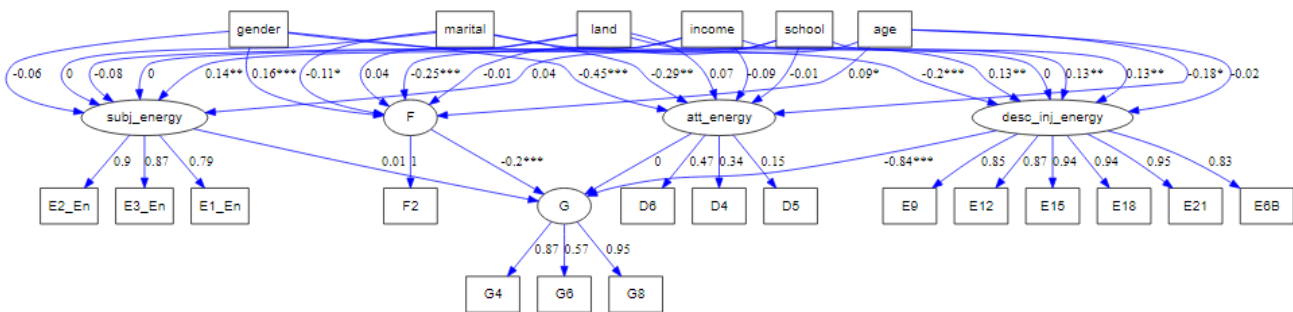 gender marital land income school age
-0.06 0 -0.08 0 0.14** 0.16*** -0.11* 0.04 -0.25*** -0.01 0.04 -0.45*** -0.29** 0.07 -0.09 -0.01 0.09* -0.2*** 0.13** 0 0.13** 0.13** -0.18* -0.02
subj_energy F att_energy desc_inj_energy
0.9 0.87 0.79 0.01 1 -0.2*** 0 0.47 0.34 0.15 -0.84*** 0.85 0.87 0.94 0.94 0.95 0.83
E2_En E3_En E1_En F2 G D6 D4 D5 E9 E12 E15 E18 E21 E6B
0.87 0.57 0.95
G4 G6 G8